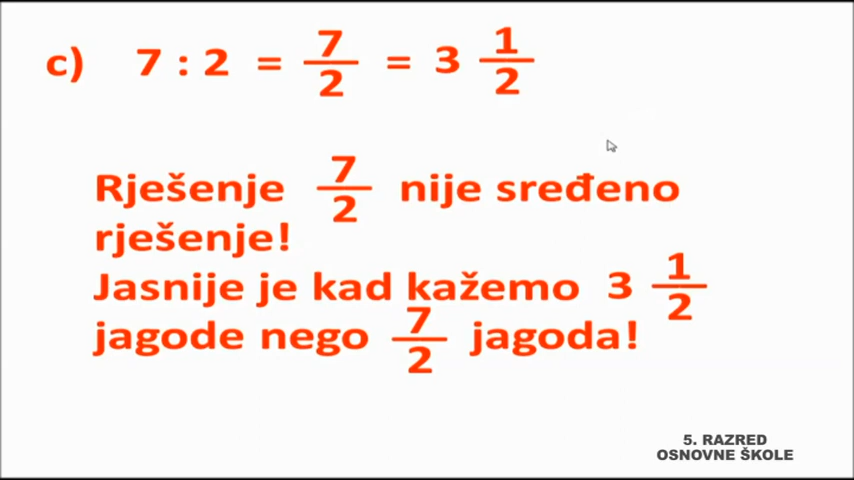 c) 7 : 2 = 7/2 = 3 1/2
Rješenje 7/2 nije sređeno
rješenje!
Jasnije je kad kažemo 3 1/2
jagode nego 7/2 jagoda!
5. RAZRED
OSNOVNE ŠKOLE